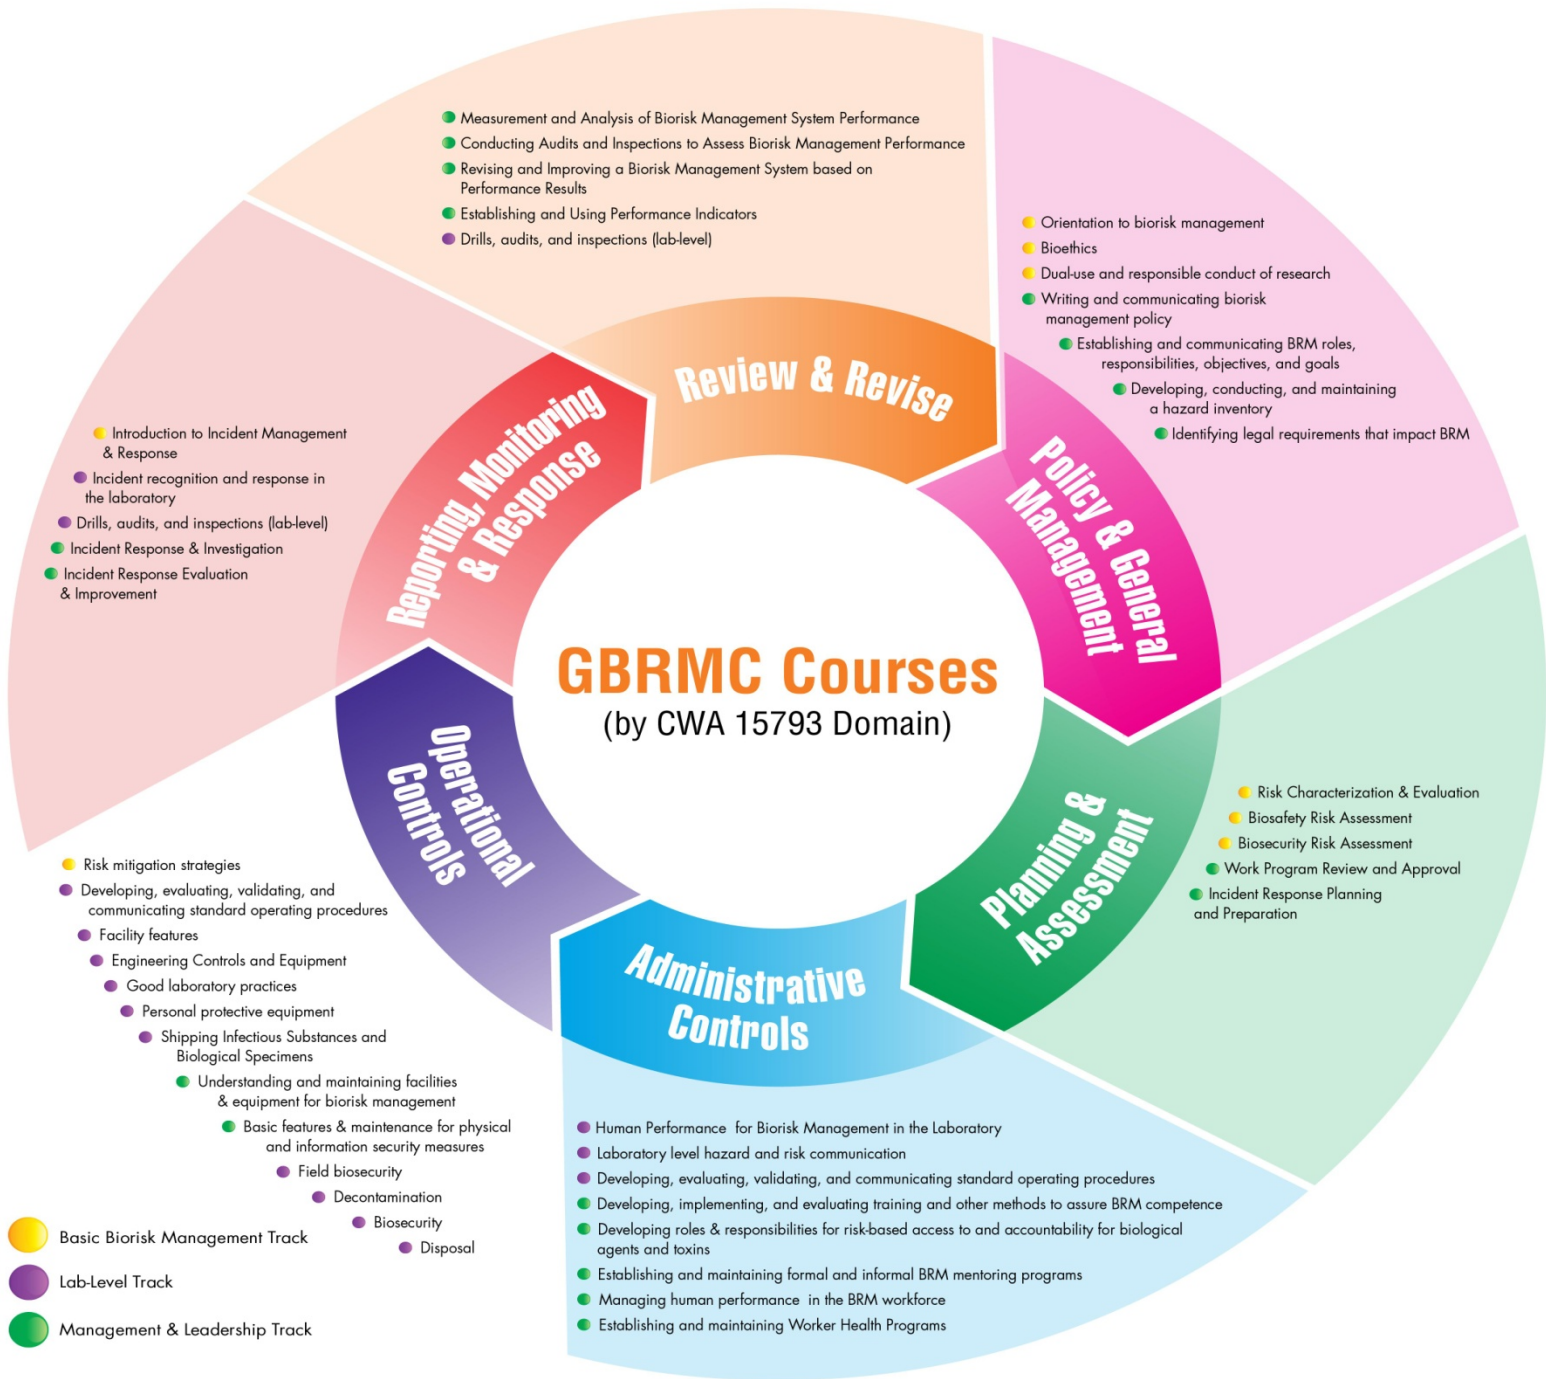 Measurement and Analysis of Biorisk Management System Performance
Conducting Audits and Inspections to Assess Biorisk Management Performance
Revising and Improving a Biorisk Management System based on
Performance Results
Establishing and Using Performance Indicators
Drills, audits, and inspections (lab-level)
Review & Revise
Orientation to biorisk management
Bioethics
Dual-use and responsible conduct of research
Writing and communicating biorisk
management policy
Establishing and communicating BRM roles,
responsibilities, objectives, and goals
Developing, conducting, and maintaining
a hazard inventory
Identifying legal requirements that impact BRM
Policy & General
Management
Risk Characterization & Evaluation
Biosafety Risk Assessment
Biosecurity Risk Assessment
Work Program Review and Approval
Incident Response Planning
and Preparation
Planning &
Assessment
Human Performance for Biorisk Management in the Laboratory
Laboratory level hazard and risk communication
Developing, evaluating, validating, and communicating standard operating procedures
Developing, implementing, and evaluating training and other methods to assure BRM competence
Developing roles & responsibilities for risk-based access to and accountability for biological
agents and toxins
Establishing and maintaining formal and informal BRM mentoring programs
Managing human performance in the BRM workforce
Establishing and maintaining Worker Health Programs
Administrative
Controls
Risk mitigation strategies
Developing, evaluating, validating, and
communicating standard operating procedures
Facility features
Engineering Controls and Equipment
Good laboratory practices
Personal protective equipment
Shipping Infectious Substances and
Biological Specimens
Understanding and maintaining facilities
& equipment for biorisk management
Basic features & maintenance for physical
and information security measures
Field biosecurity
Decontamination
Biosecurity
Disposal
Operational
Controls
Introduction to Incident Management
& Response
Incident recognition and response in
the laboratory
Drills, audits, and inspections (lab-level)
Incident Response & Investigation
Incident Response Evaluation
& Improvement
Reporting, Monitoring
& Response
GBRMC Courses
(by CWA 15793 Domain)
Basic Biorisk Management Track
Lab-Level Track
Management & Leadership Track